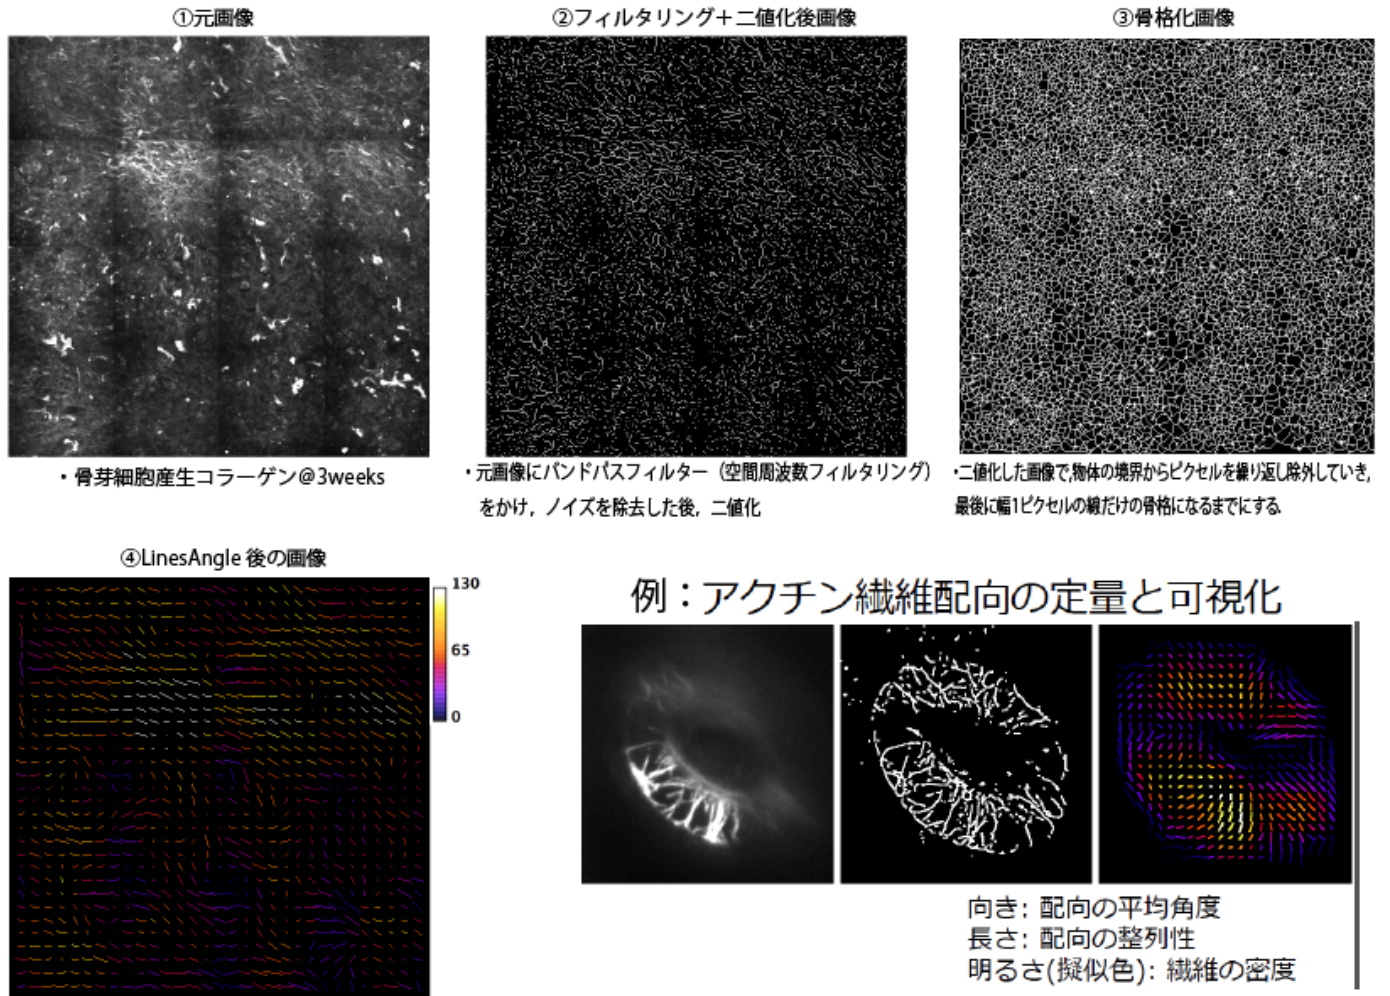 ①元画像
②フィルタリング＋二値化後画像
③骨格化画像
・骨芽細胞産生コラーゲン@3weeks
・元画像にバンドパスフィルター（空間周波数フィルタリング）
をかけ，ノイズを除去した後，二値化
・二値化した画像で,物体の境界からピクセルを繰り返し除外していき,
最後に幅1ピクセルの線だけの骨格になるまでにする.
④LinesAngle 後の画像
130
65
0
例：アクチン繊維配向の定量と可視化
向き: 配向の平均角度
長さ: 配向の整列性
明るさ(擬似色): 繊維の密度